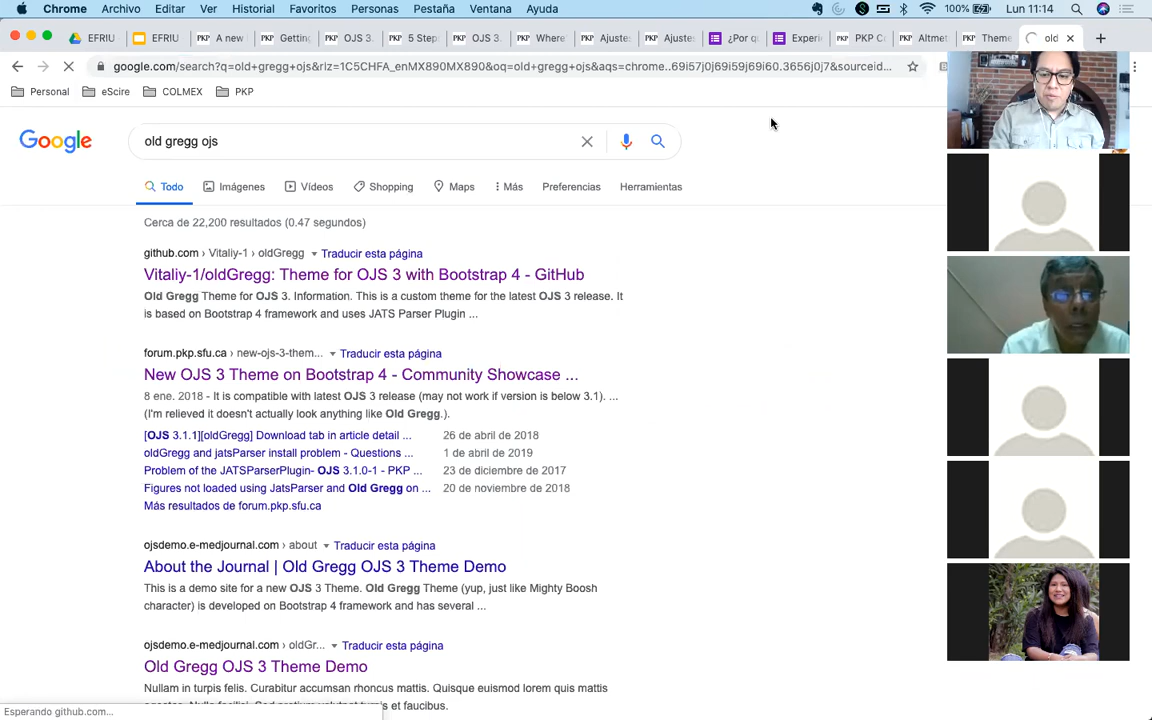 Chrome Archivo Editar Ver Historial Favoritos Personas Pestaña Ventana Ayuda 100% Lun 11:14
EFRIU EFRIU A new Getting OJS 3. 5 Step OJS 3. Where Ajuste Ajuste ¿Por qu Experi PKP C Altmet Theme old
google.com/search?q=old+gregg+ojs&rlz=1C5CHFA_enMX890MX890&oq=old+gregg+ojs&aqs=chrome..69i57j0j69i59j69i60.3656j0j7&sourceid...
Personal eScire COLMEX PKP
Google
old gregg ojs
Todo Imágenes Vídeos Shopping Maps Más Preferencias Herramientas
Cerca de 22,200 resultados (0.47 segundos)
github.com › Vitaliy-1 › oldGregg Traducir esta página
Vitaliy-1/oldGregg: Theme for OJS 3 with Bootstrap 4 - GitHub
Old Gregg Theme for OJS 3. Information. This is a custom theme for the latest OJS 3 release. It
is based on Bootstrap 4 framework and uses JATS Parser Plugin ...
forum.pkp.sfu.ca › new-ojs-3-them... Traducir esta página
New OJS 3 Theme on Bootstrap 4 - Community Showcase ...
8 ene. 2018 - It is compatible with latest OJS 3 release (may not work if version is below 3.1). ...
(I'm relieved it doesn't actually look anything like Old Gregg.).
[OJS 3.1.1][oldGregg] Download tab in article detail ... 26 de abril de 2018
oldGregg and jatsParser install problem - Questions ... 1 de abril de 2019
Problem of the JATSParserPlugin- OJS 3.1.0-1 - PKP ... 23 de diciembre de 2017
Figures not loaded using JatsParser and Old Gregg on ... 20 de noviembre de 2018
Más resultados de forum.pkp.sfu.ca
ojsdemo.e-medjournal.com › about Traducir esta página
About the Journal | Old Gregg OJS 3 Theme Demo
This is a demo site for a new OJS 3 Theme. Old Gregg Theme (yup, just like Mighty Boosh
character) is developed on Bootstrap 4 framework and has several ...
ojsdemo.e-medjournal.com › oldGr... Traducir esta página
Old Gregg OJS 3 Theme Demo
Nullam in turpis felis. Curabitur accumsan rhoncus mattis. Quisque euismod lorem quis mattis
et faucibus.
Esperando github.com...